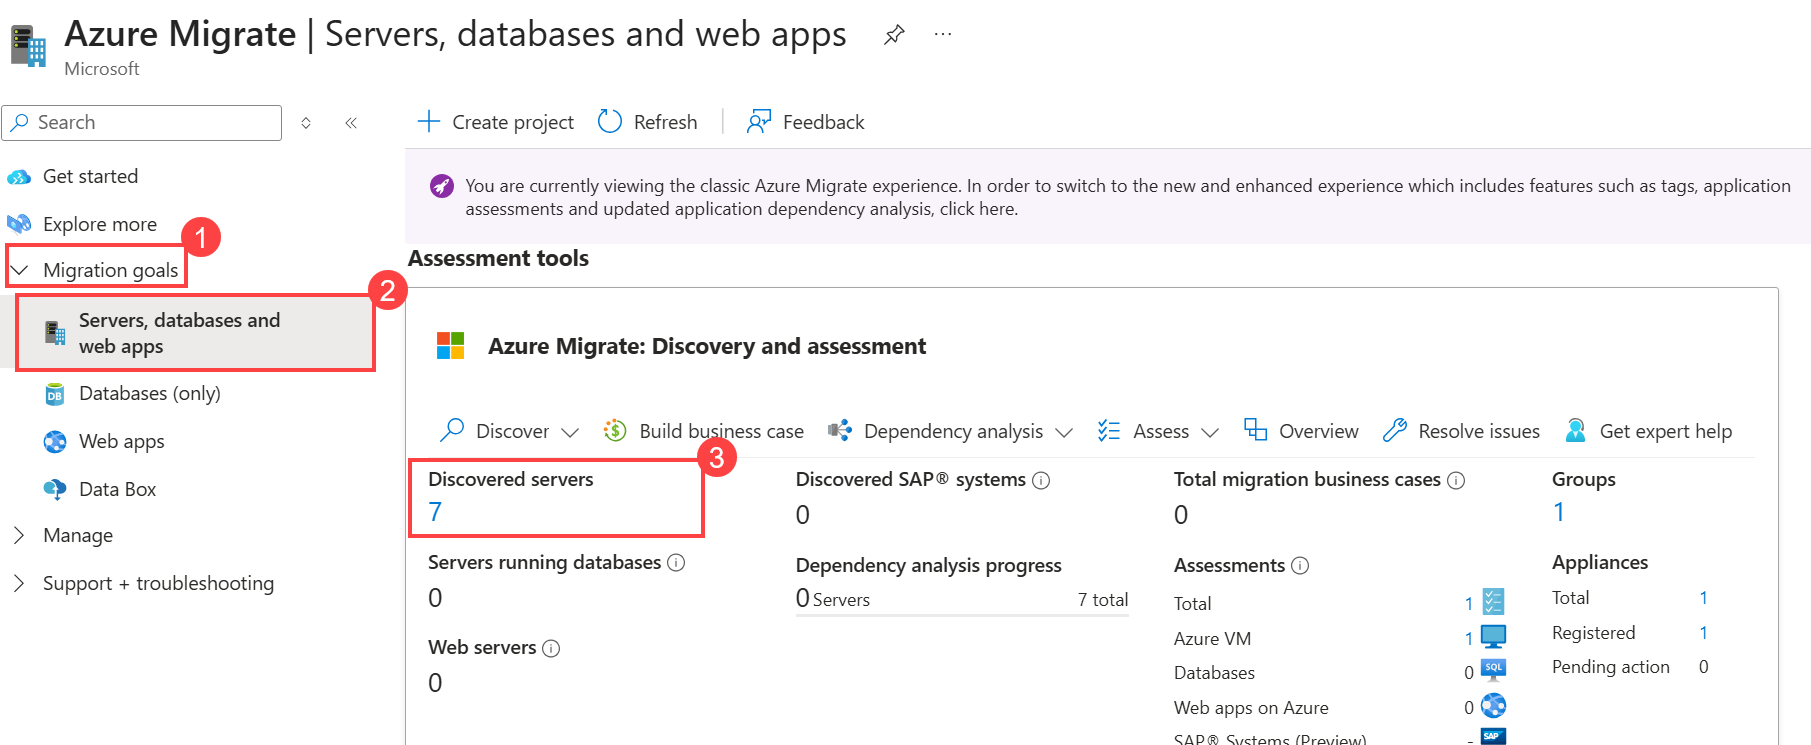 Azure Migrate | Servers, databases and web apps
Microsoft
Search
Create project
Refresh
Feedback
Get started
Explore more
1
Migration goals
2
Servers, databases and
web apps
Databases (only)
Web apps
Data Box
Manage
Support + troubleshooting
You are currently viewing the classic Azure Migrate experience. In order to switch to the new and enhanced experience which includes features such as tags, application
assessments and updated application dependency analysis, click here.
Assessment tools
Azure Migrate: Discovery and assessment
Discover
Build business case
Dependency analysis
Assess
Overview
Resolve issues
Get expert help
3
Discovered servers
7
Servers running databases
0
Web servers
0
Discovered SAP® systems
0
Dependency analysis progress
0 Servers 7 total
Total migration business cases
0
Assessments
Total 1
Azure VM 1
Databases 0 SQL
Web apps on Azure 0
SAP® Systems (Preview) - SAP
Groups
1
Appliances
Total 1
Registered 1
Pending action 0
DB